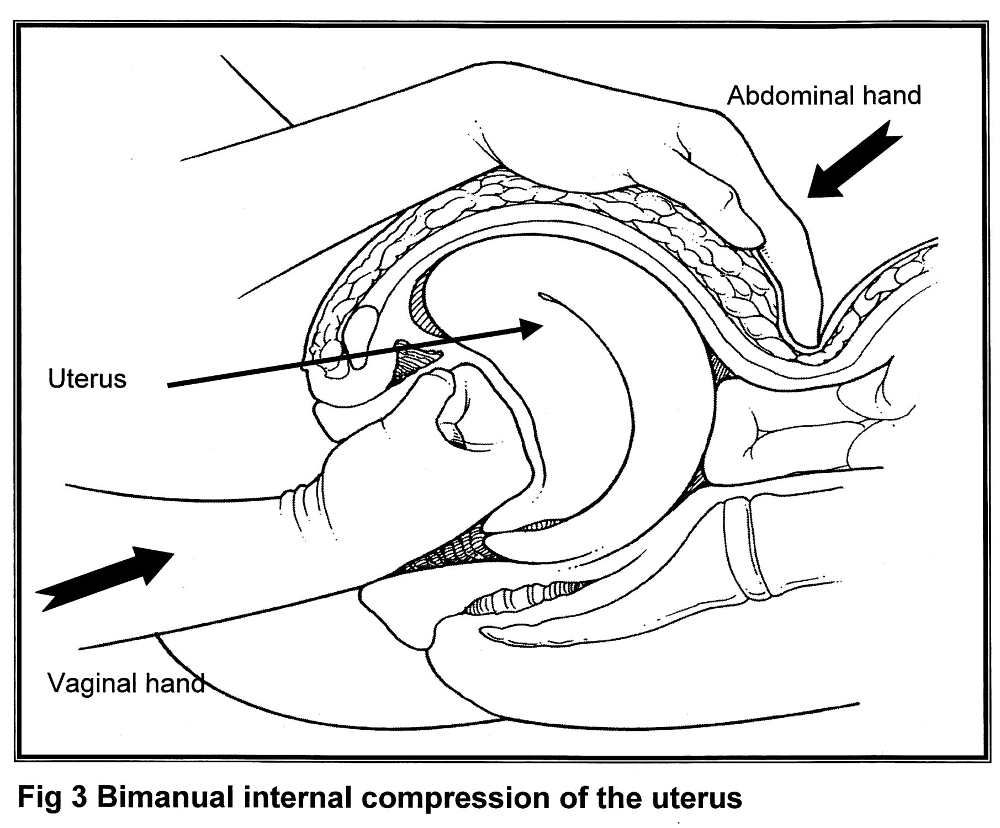 Abdominal hand
Uterus
Vaginal hand
Fig 3 Bimanual internal compression of the uterus